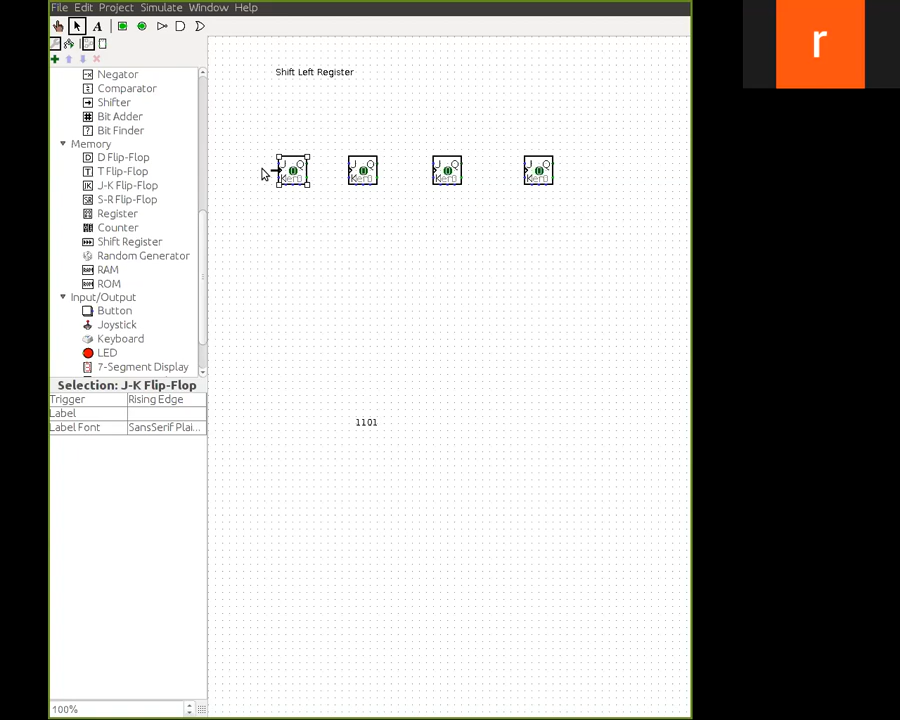 File Edit Project Simulate Window Help
A
Negator
Comparator
Shifter
Bit Adder
Bit Finder
Memory
D Flip-Flop
T Flip-Flop
J-K Flip-Flop
S-R Flip-Flop
Register
Counter
Shift Register
Random Generator
RAM
ROM
Input/Output
Button
Joystick
Keyboard
LED
7-Segment Display
Selection: J-K Flip-Flop
Trigger Rising Edge
Label
Label Font SansSerif Plai...
100%
Shift Left Register
J Q J Q J Q J Q
1101
r